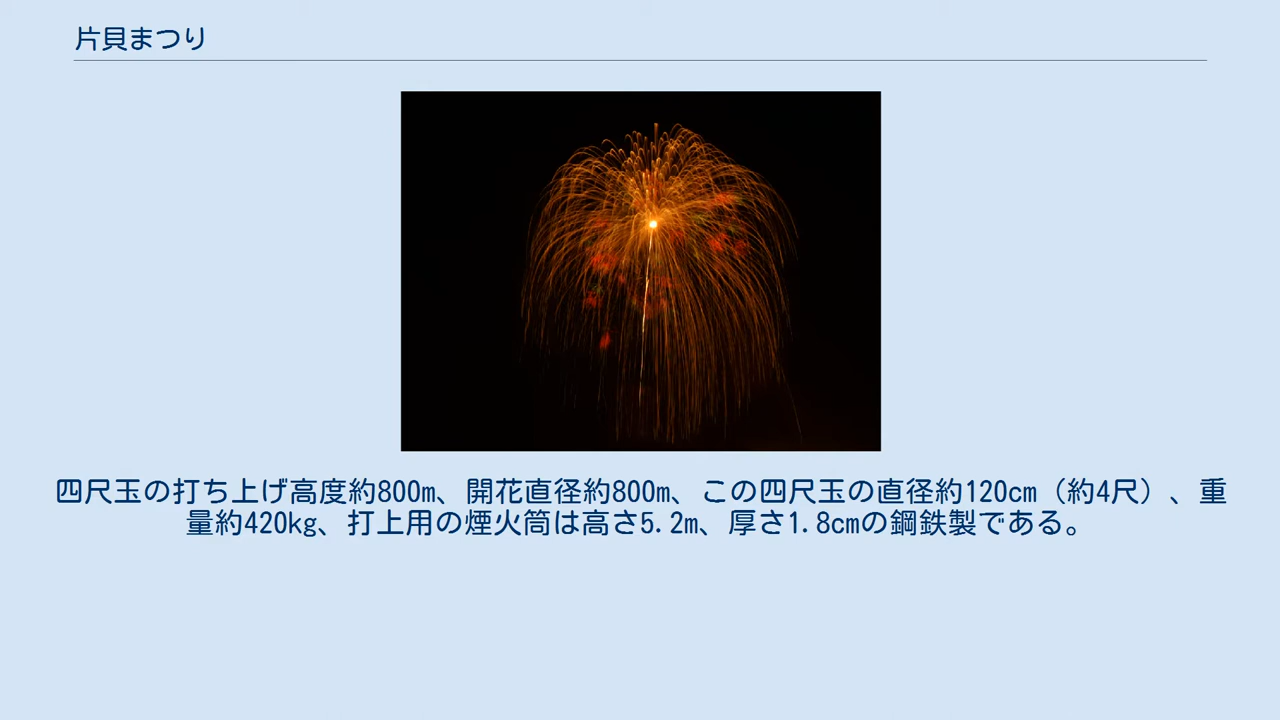 片貝まつり
四尺玉の打ち上げ高度約800m、開花直径約800m、この四尺玉の直径約120cm（約4尺）、重
量約420kg、打上用の煙火筒は高さ5.2m、厚さ1.8cmの鋼鉄製である。